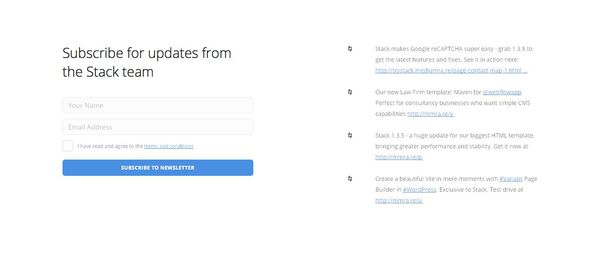 Subscribe for updates from
the Stack team
Your Name
Email Address
I have read and agree to the terms and conditions
SUBSCRIBE TO NEWSLETTER
Stack makes Google reCAPTCHA super easy - grab 1.3.8 to
get the latest features and fixes. See it in action here:
http://trystack.mediumra.re/page-contact-map-1.html …
Our new Law Firm template: Maven for @webflowapp
Perfect for consultancy businesses who want simple CMS
capabilities http://mmra.re/y
Stack 1.3.5 - a huge update for our biggest HTML template,
bringing greater performance and stability. Get it now at
http://mmra.re/p
Create a beautiful site in mere moments with #Variant Page
Builder in #WordPress. Exclusive to Stack. Test drive at
http://mmra.re/u